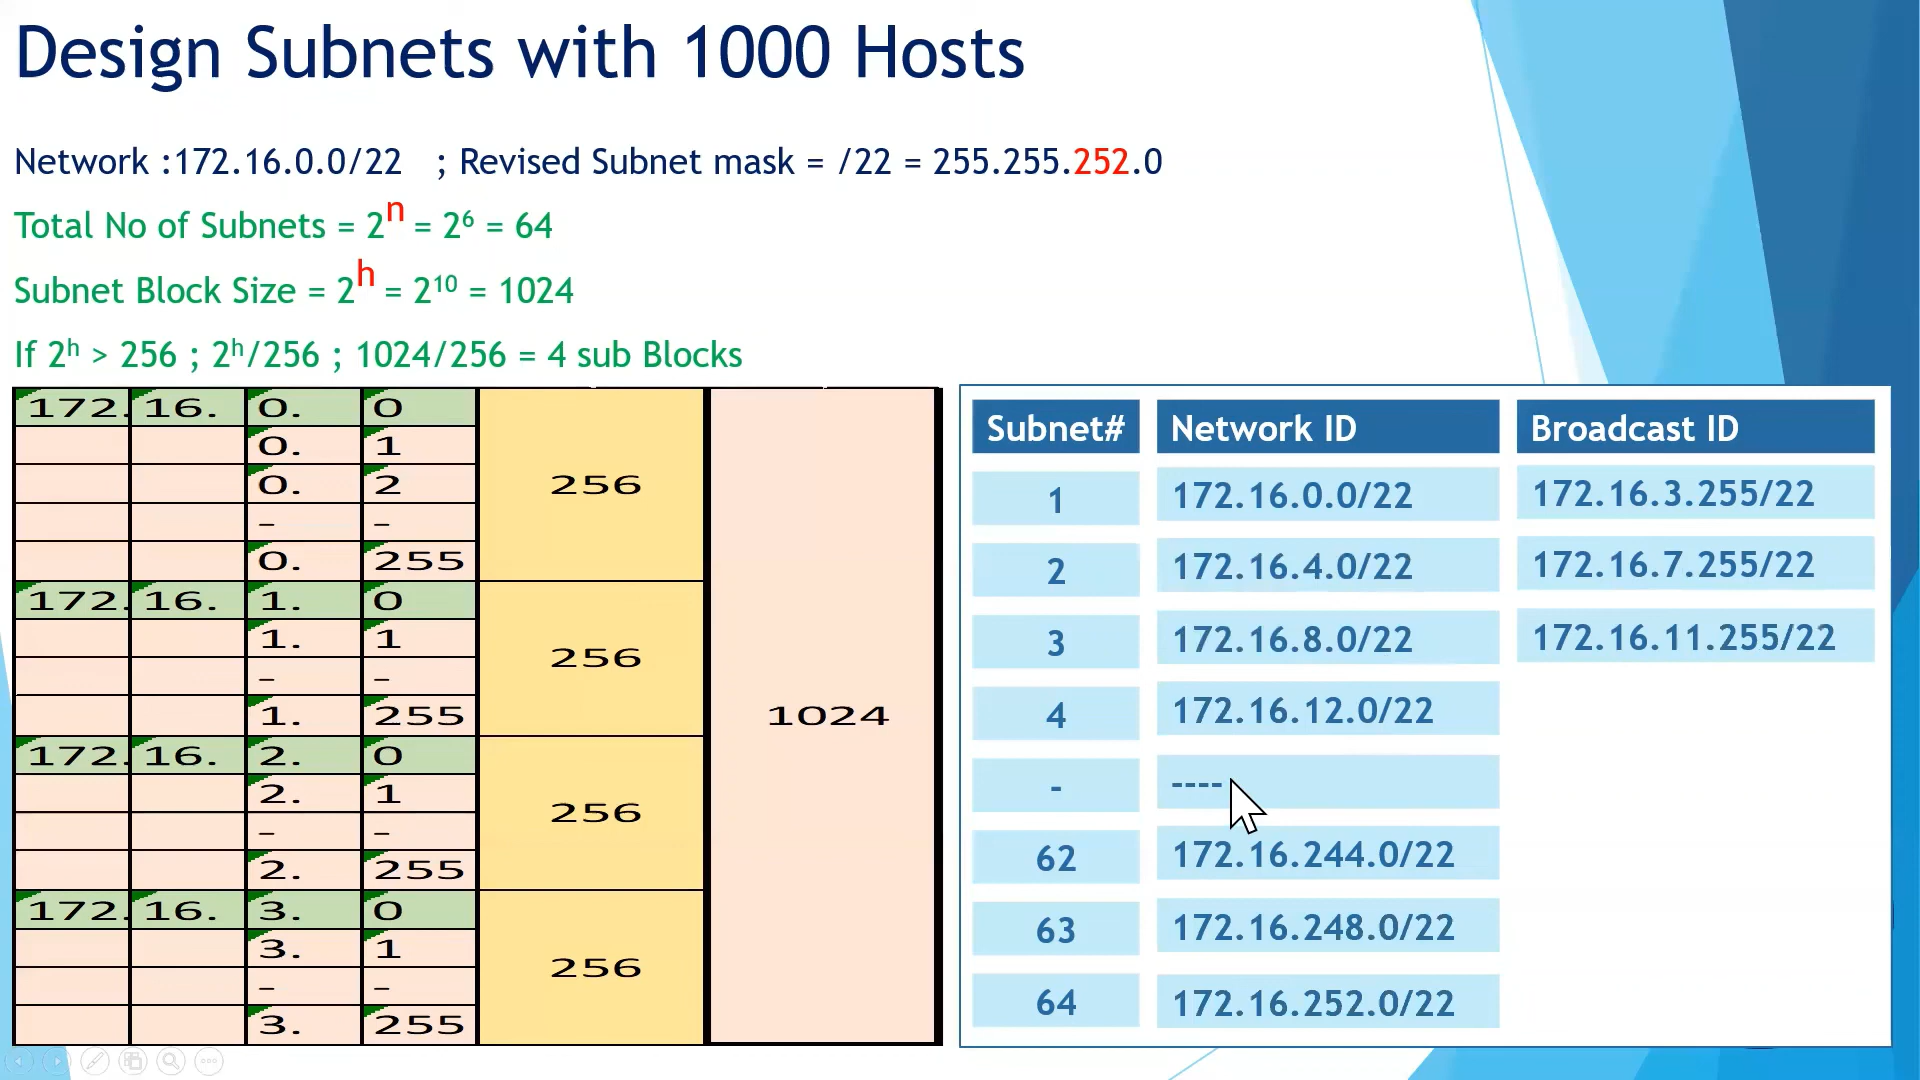 Design Subnets with 1000 Hosts
Network :172.16.0.0/22 ; Revised Subnet mask = /22 = 255.255.252.0
Total No of Subnets = 2ⁿ = 2⁶ = 64
Subnet Block Size = 2ʰ = 2¹⁰ = 1024
If 2ʰ > 256 ; 2ʰ/256 ; 1024/256 = 4 sub Blocks
172. 16. 0. 0
0. 1
0. 2
- -
0. 255
256
172. 16. 1. 0
1. 1
- -
1. 255
256
172. 16. 2. 0
2. 1
- -
2. 255
256
172. 16. 3. 0
3. 1
- -
3. 255
256
1024
Subnet# Network ID Broadcast ID
1 172.16.0.0/22 172.16.3.255/22
2 172.16.4.0/22 172.16.7.255/22
3 172.16.8.0/22 172.16.11.255/22
4 172.16.12.0/22
- ----
62 172.16.244.0/22
63 172.16.248.0/22
64 172.16.252.0/22